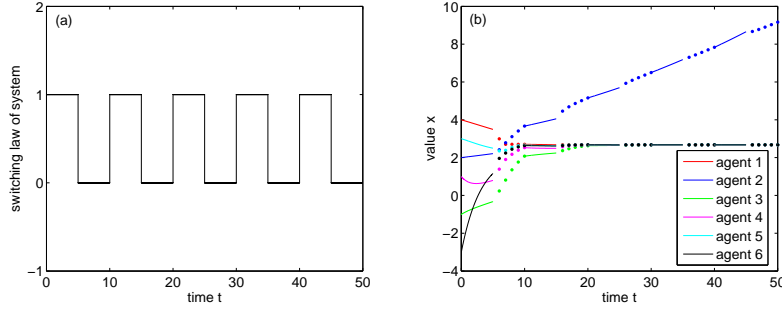 (a)
switching law of system
2
1
0
−1
0 10 20 30 40 50
time t
(b)
value x
10
8
6
4
2
0
−2
−4
0 10 20 30 40 50
time t
agent 1
agent 2
agent 3
agent 4
agent 5
agent 6